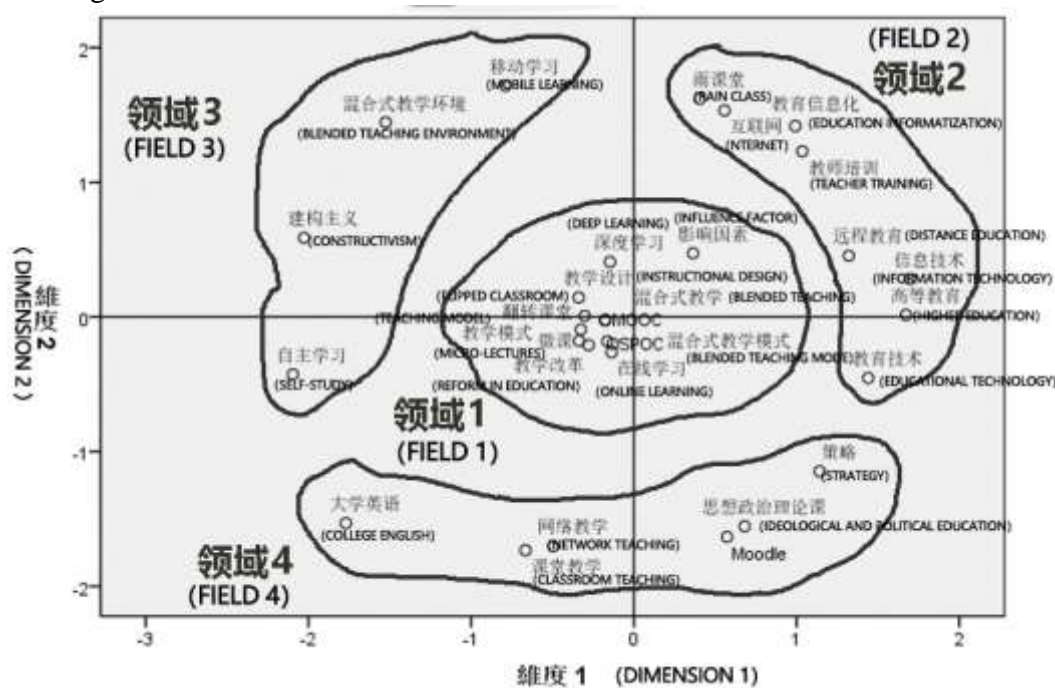 (FIELD 2)
领域2
领域3
(FIELD 3)
移动学习
(MOBILE LEARNING)
混合式教学环境
(BLENDED TEACHING ENVIRONMENT)
建构主义
(CONSTRUCTIVISM)
自主学习
(SELF-STUDY)
雨课堂
(RAIN CLASS)
教育信息化
(EDUCATION INFORMATIZATION)
互联网
(NTERNET)
教师培训
(TEACHER TRAINING)
远程教育 (DISTANCE EDUCATION)
信息技术
(INFORMATION TECHNOLOGY)
高等教育
(HIGHER EDUCATION)
教育技术
(EDUCATIONAL TECHNOLOGY)
(DEEP LEARNING)
(INFLUENCE FACTOR)
深度学习
影响因素
教学设计 (INSTRUCTIONAL DESIGN)
(FLIPPED CLASSROOM)
混合式教学 (BLENDED TEACHING)
翻转课堂
(TEACHING MODEL)
MOOC
教学模式
微课
SPOC
混合式教学模式
(MICRO-LECTURES)
(BLENDED TEACHING MODE)
教学改革
在线学习
(REFORM IN EDUCATION)
(ONLINE LEARNING)
领域1
(FIELD 1)
策略
(STRATEGY)
大学英语
(COLLEGE ENGLISH)
网络教学
(NETWORK TEACHING)
课堂教学
(CLASSROOM TEACHING)
思想政治理论课
(IDEOLOGICAL AND POLITICAL EDUCATION)
Moodle
领域4
(FIELD 4)
維度 2
(DIMENSION 2)
2
1
0
-1
-2
-3
-2
-1
0
1
2
維度 1 (DIMENSION 1)